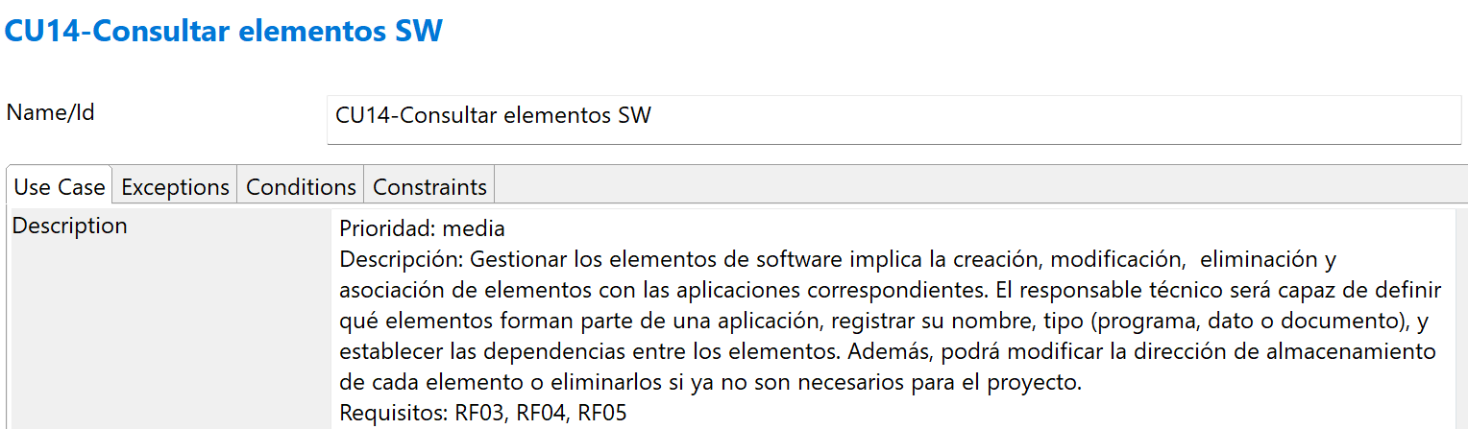 CU14-Consultar elementos SW
Name/Id
CU14-Consultar elementos SW
Use Case Exceptions Conditions Constraints
Description
Prioridad: media
Descripción: Gestionar los elementos de software implica la creación, modificación,  eliminación y
asociación de elementos con las aplicaciones correspondientes. El responsable técnico será capaz de definir
qué elementos forman parte de una aplicación, registrar su nombre, tipo (programa, dato o documento), y
establecer las dependencias entre los elementos. Además, podrá modificar la dirección de almacenamiento
de cada elemento o eliminarlos si ya no son necesarios para el proyecto.
Requisitos: RF03, RF04, RF05